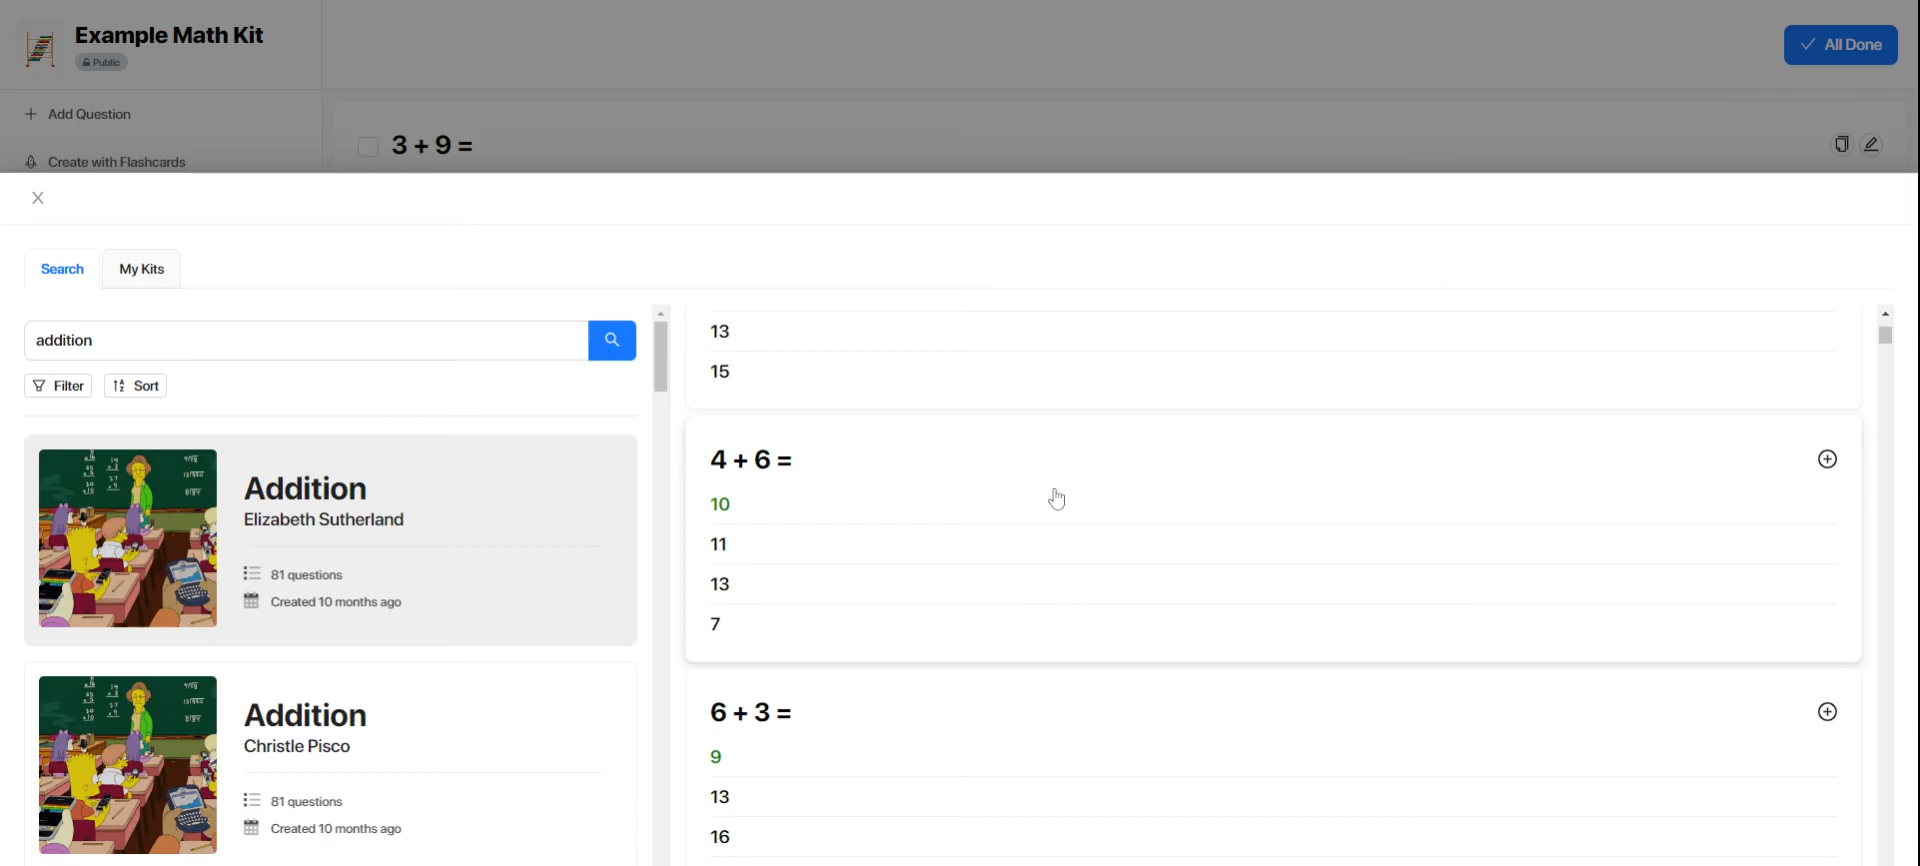 Example Math Kit
Public
All Done
Add Question
Create with Flashcards
3 + 9 =
Search
My Kits
addition
Filter
Sort
Addition
Elizabeth Sutherland
81 questions
Created 10 months ago
Addition
Christle Pisco
81 questions
Created 10 months ago
13
15
4 + 6 =
10
11
13
7
6 + 3 =
9
13
16